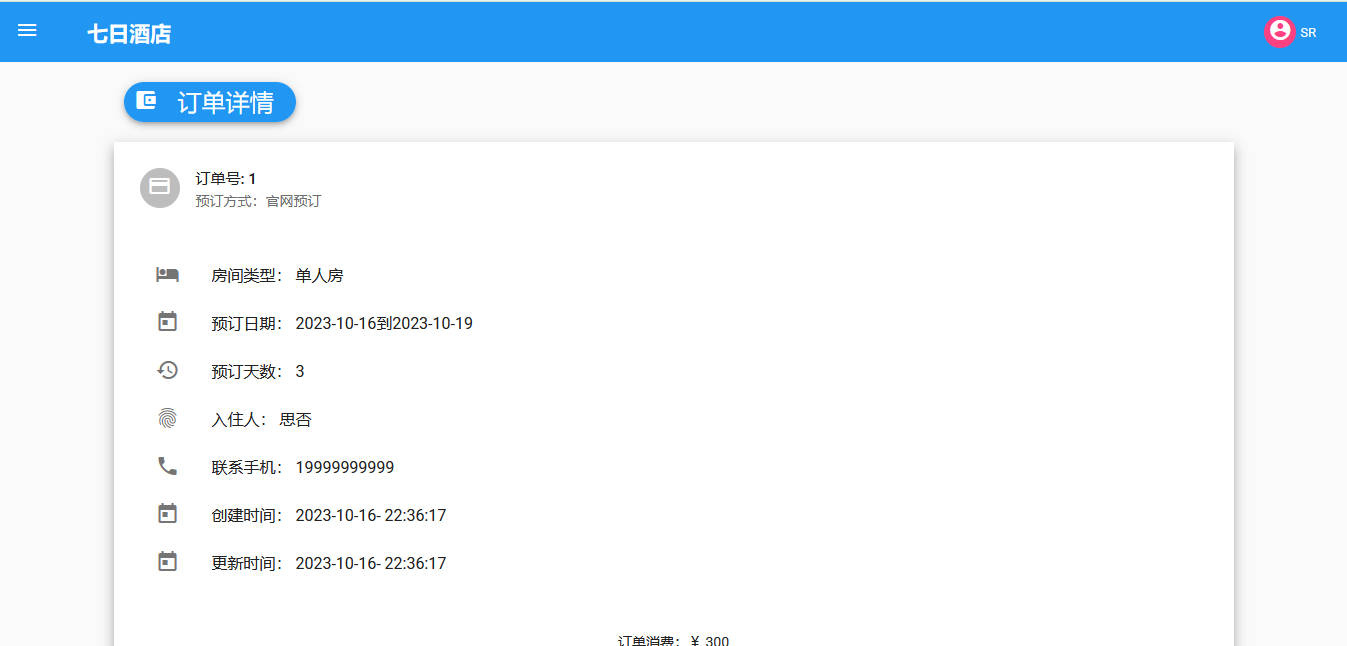 七日酒店
SR
订单详情
订单号: 1
预订方式：官网预订
房间类型： 单人房
预订日期： 2023-10-16到2023-10-19
预订天数： 3
入住人： 思否
联系手机： 19999999999
创建时间： 2023-10-16- 22:36:17
更新时间： 2023-10-16- 22:36:17
订单消费：￥ 300